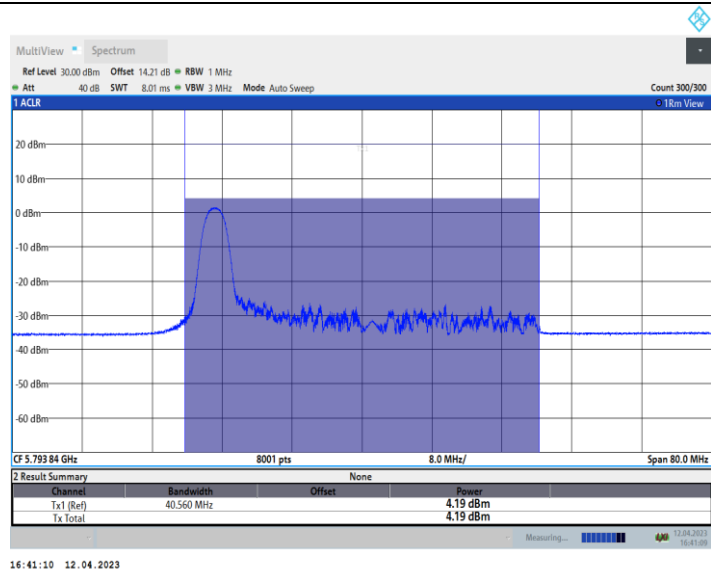 MultiView Spectrum
Ref Level 30.00 dBm Offset 14.21 dB RBW 1 MHz
Att 40 dB SWT 8.01 ms VBW 3 MHz Mode Auto Sweep Count 300/300
1 ACLR 1Rm View
20 dBm
10 dBm
0 dBm
-10 dBm
-20 dBm
-30 dBm
-40 dBm
-50 dBm
-60 dBm
CF 5.793 84 GHz 8001 pts 8.0 MHz/ Span 80.0 MHz
2 Result Summary None
Channel Bandwidth Offset Power
Tx1 (Ref) 40.560 MHz 4.19 dBm
Tx Total 4.19 dBm
Measuring... 12.04.2023
16:41:09
16:41:10 12.04.2023